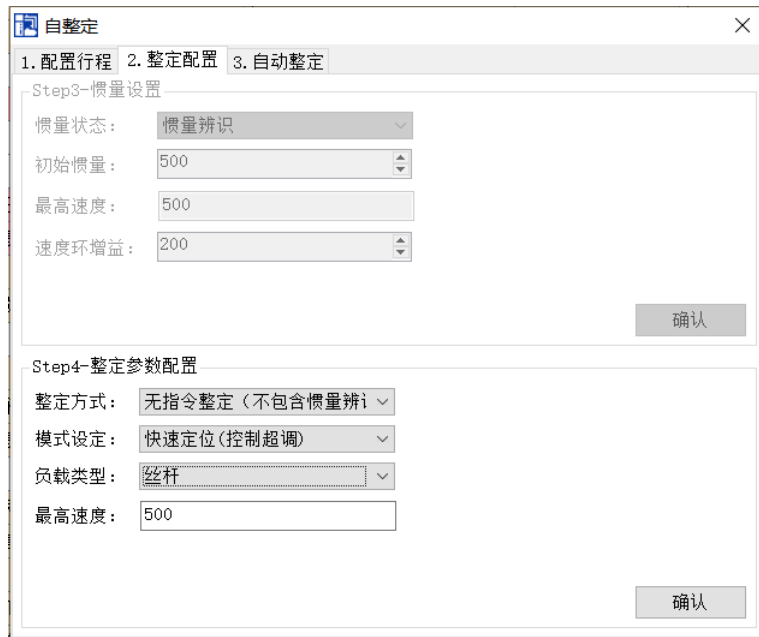 自整定
1.配置行程 2.整定配置 3.自动整定
Step3-惯量设置
惯量状态： 惯量辨识
初始惯量： 500
最高速度： 500
速度环增益： 200
确认
Step4-整定参数配置
整定方式： 无指令整定（不包含惯量辨
模式设定： 快速定位(控制超调)
负载类型： 丝杆
最高速度： 500
确认